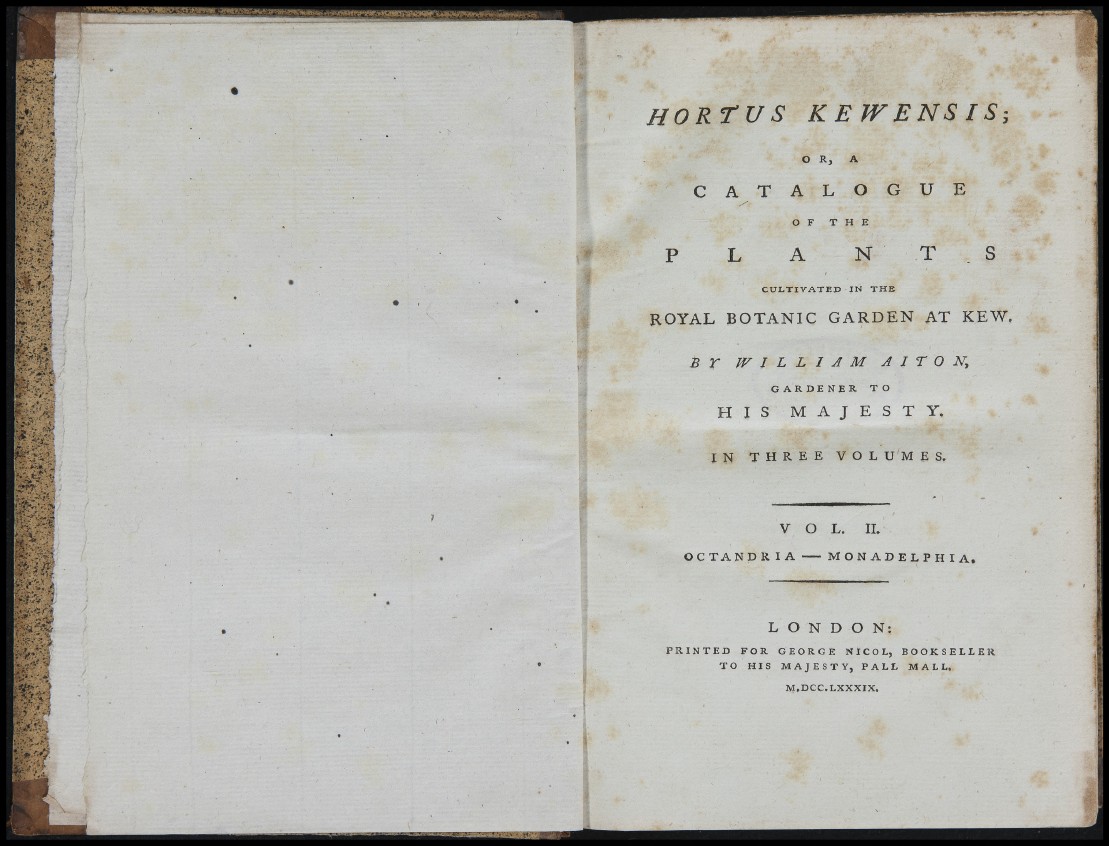 HORTUS KEWENSIS;
OR, A
CATALOGUE
OF THE
PLANTS
CULTIVATED IN THE
ROYAL BOTANIC GARDEN AT KEW.
BY WILLIAM AITON,
GARDENER TO
HIS MAJESTY.
IN THREE VOLUMES.
VOL. II.
OCTANDRIA — MONADELPHIA.
LONDON:
PRINTED FOR GEORGE NICOL, BOOKSELLER
TO HIS MAJESTY, PALL MALL.
M.DCC.LXXXIX.